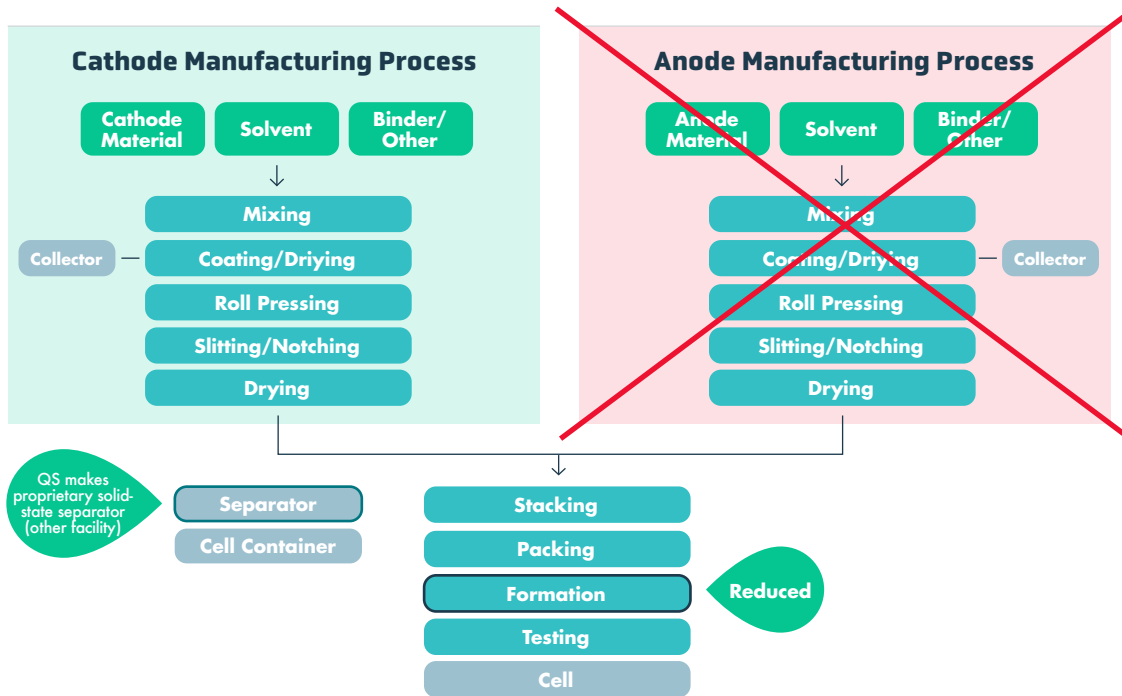 Cathode Manufacturing Process
Cathode
Material
Solvent
Binder/
Other
Mixing
Collector
Coating/Driying
Roll Pressing
Slitting/Notching
Drying
Anode Manufacturing Process
Anode
Material
Solvent
Binder/
Other
Mixing
Coating/Driying
Collector
Roll Pressing
Slitting/Notching
Drying
QS makes
proprietary solid-
state separator
(other facility)
Separator
Cell Container
Stacking
Packing
Formation
Reduced
Testing
Cell